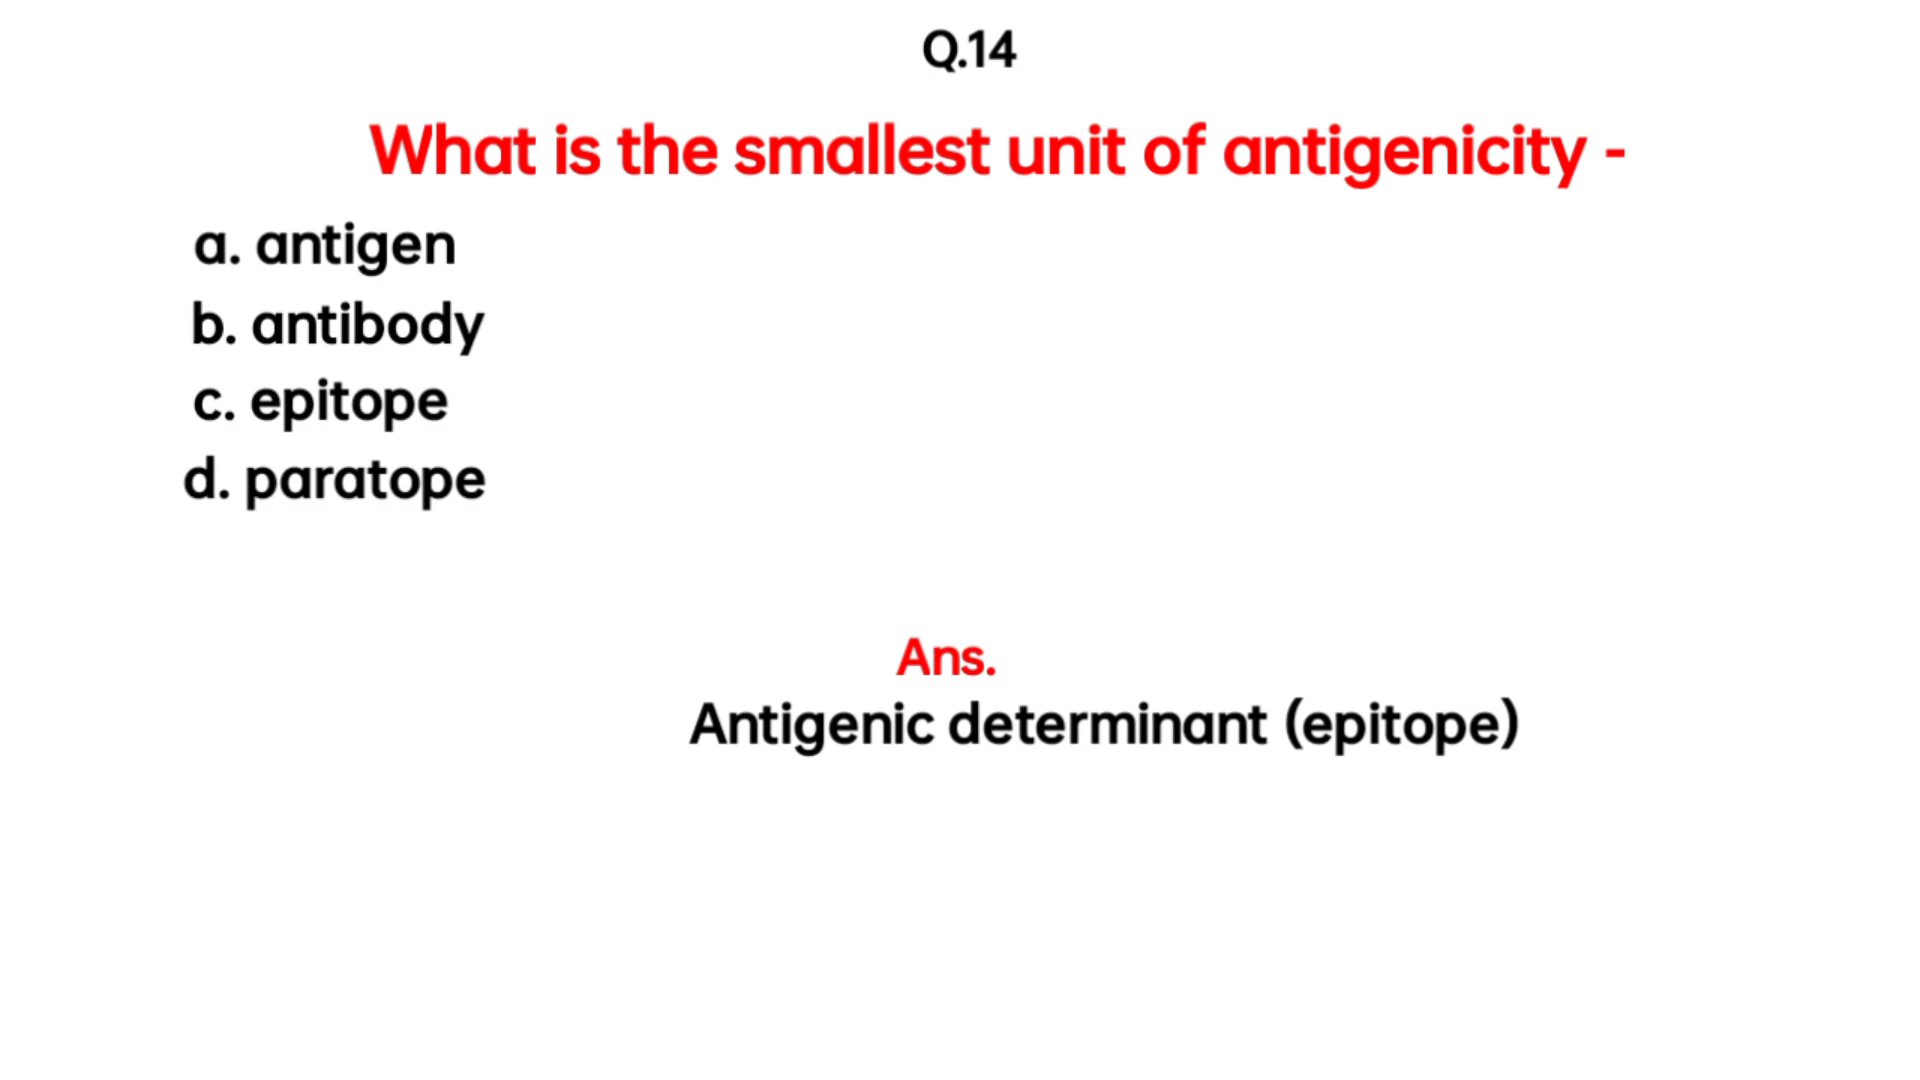 Q.14
What is the smallest unit of antigenicity -
a. antigen
b. antibody
c. epitope
d. paratope
Ans.
Antigenic determinant (epitope)